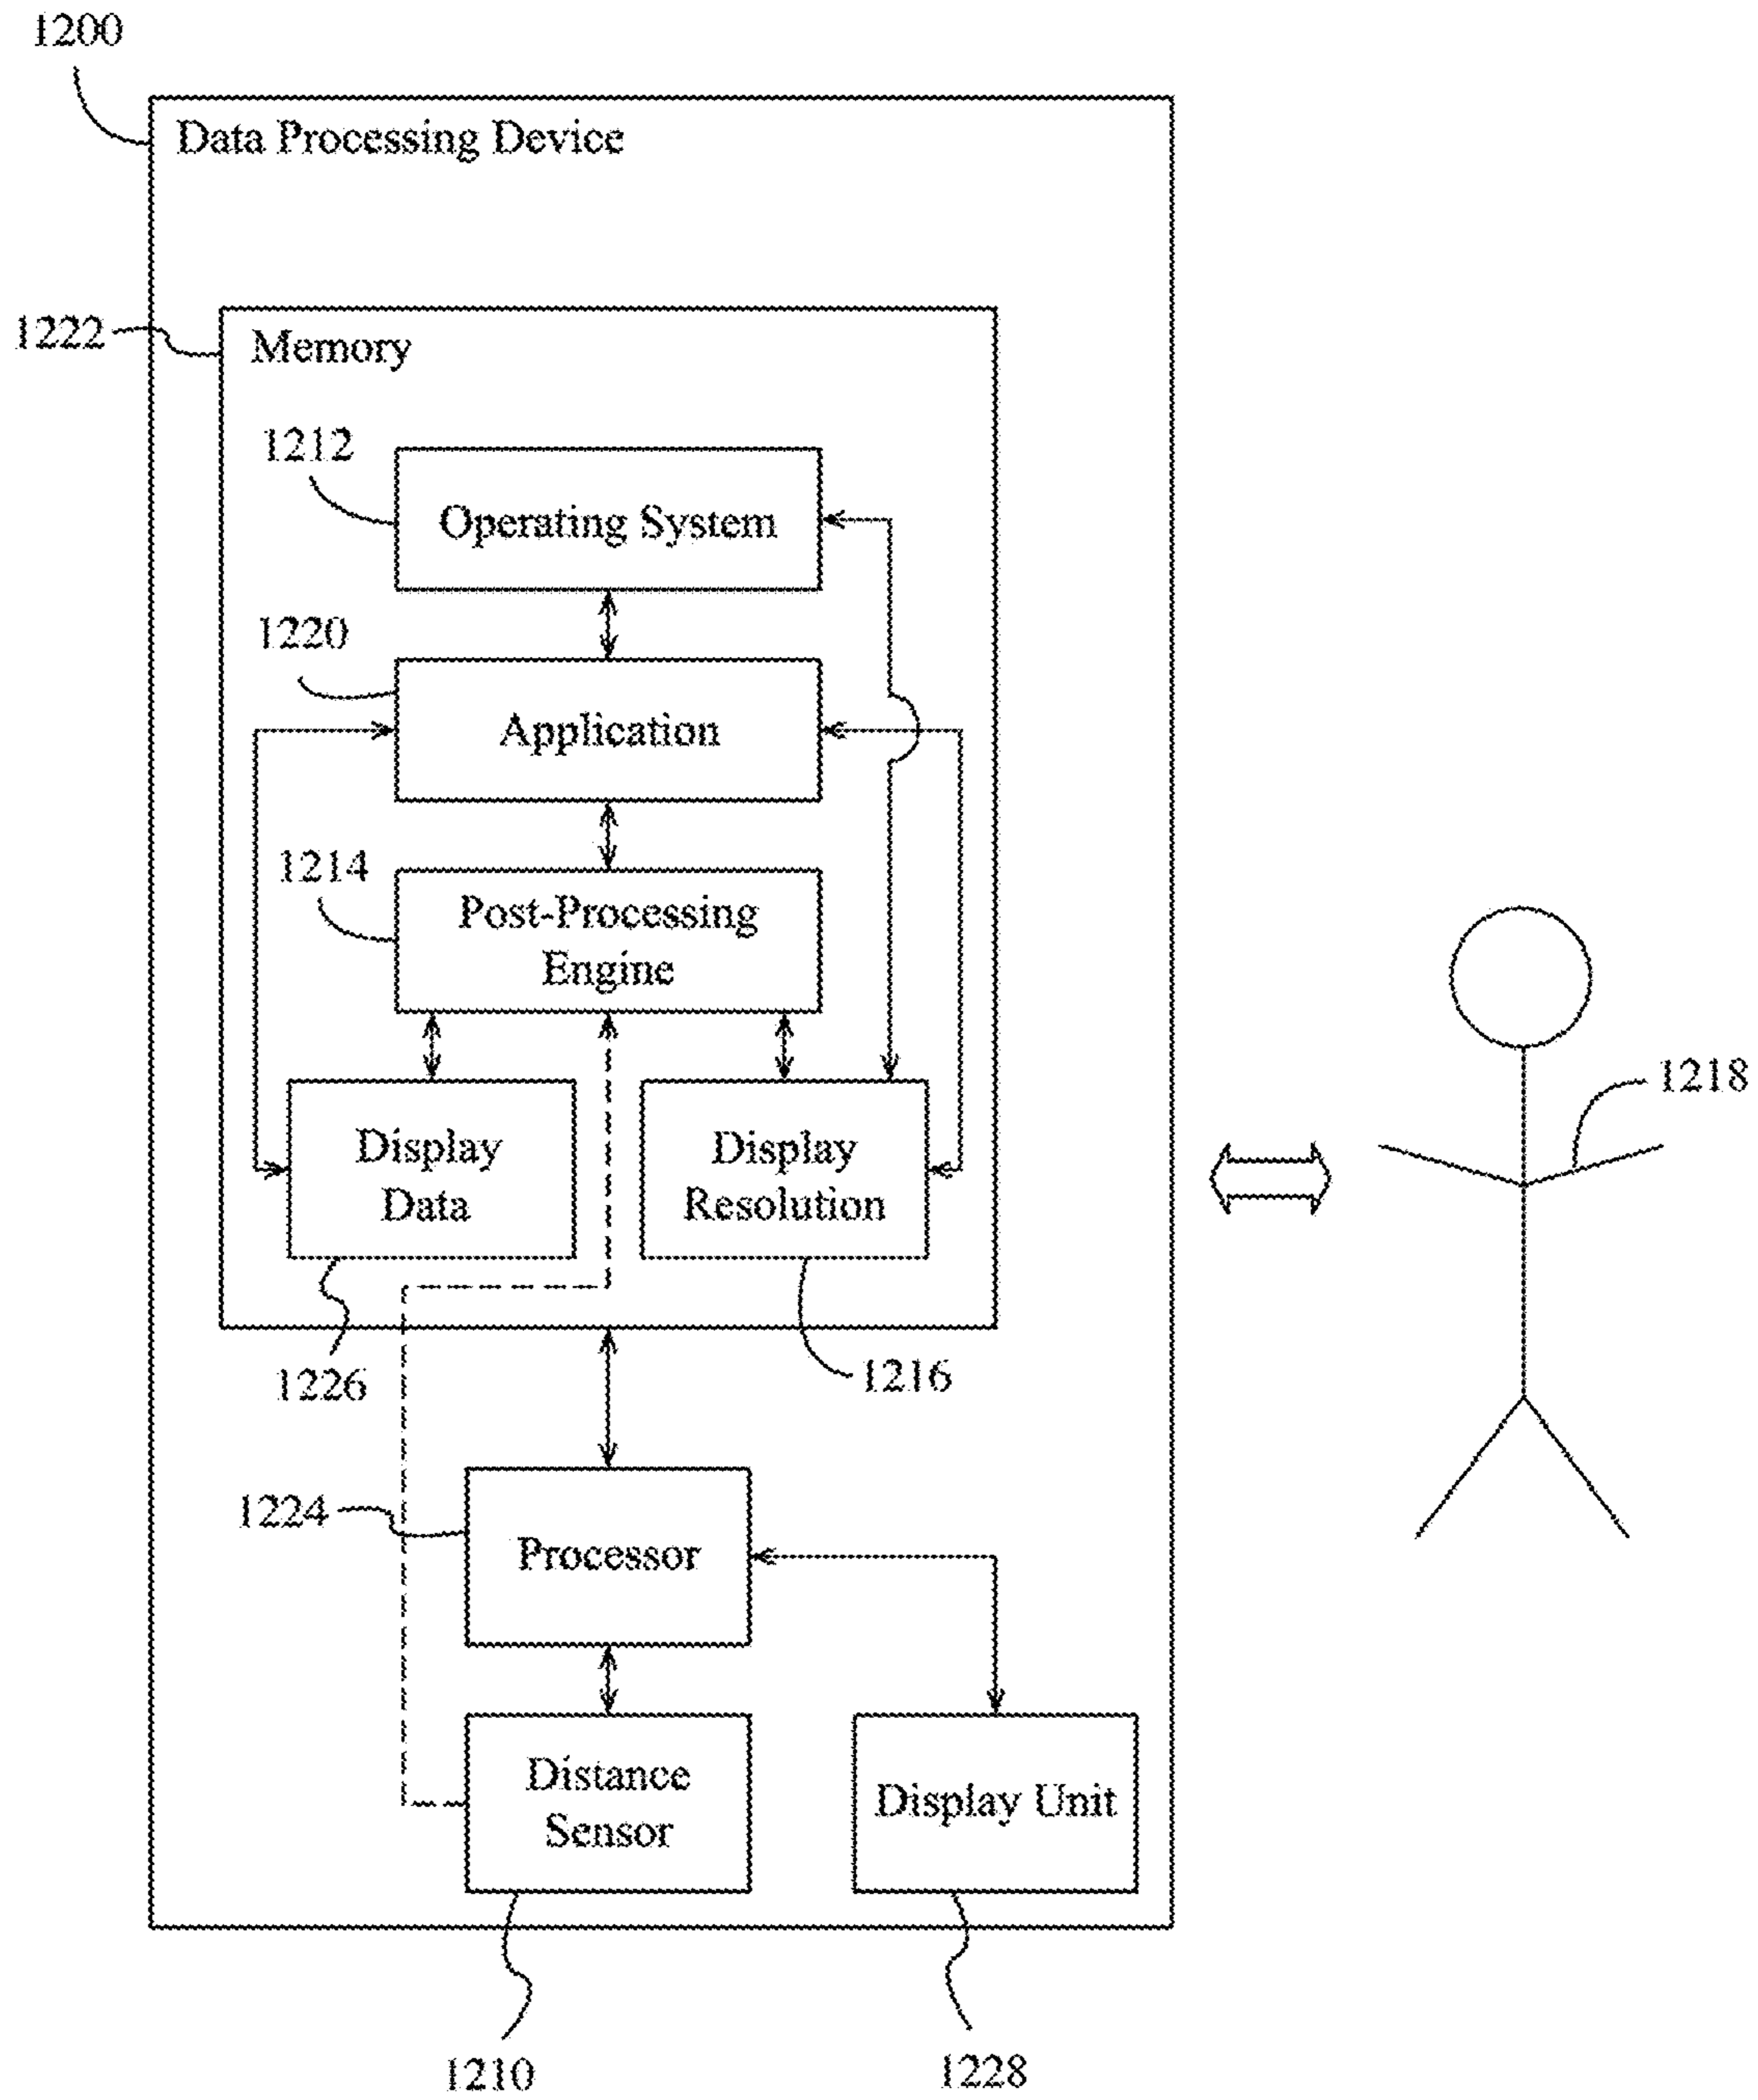 1200
Data Processing Device
1222
Memory
1212
Operating System
1220
Application
1214
Post-Processing
Engine
1218
Display
Data
Display
Resolution
1226
1216
1224
Processor
Distance
Sensor
Display Unit
1210
1228